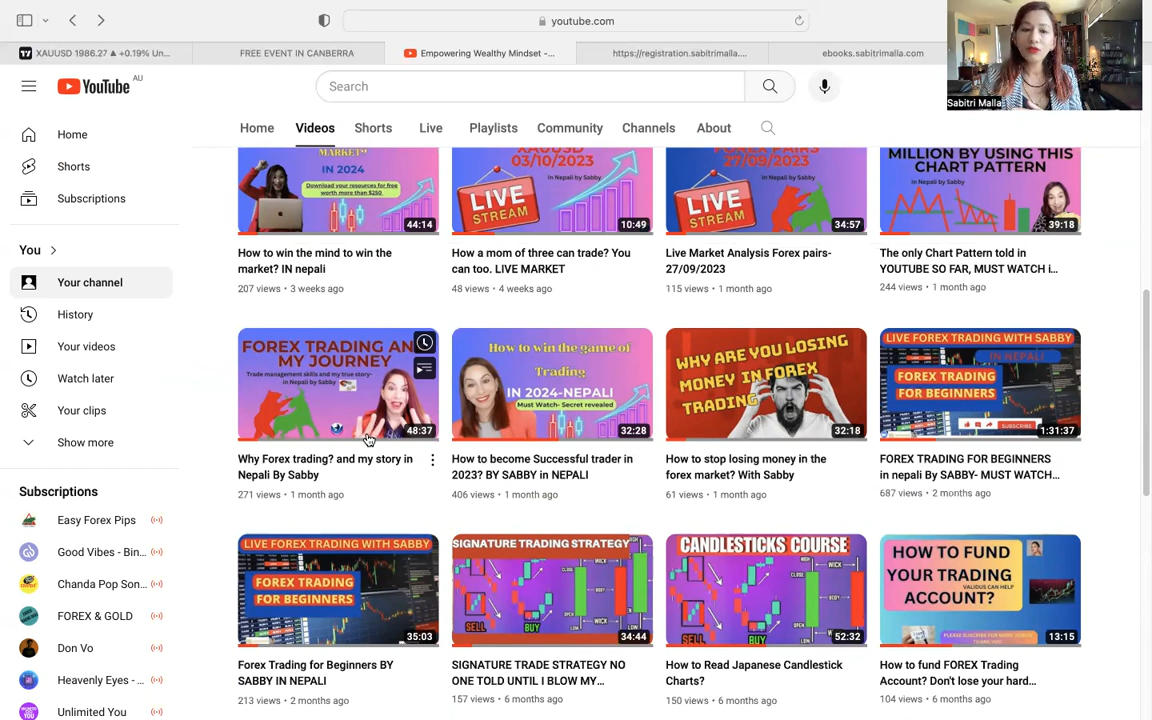 youtube.com
XAUUSD 1986.27 ▲ +0.19% Un...
FREE EVENT IN CANBERRA
Empowering Wealthy Mindset -...
https://registration.sabitrimalla....
ebooks.sabitrimalla.com
Sabitri Malla
YouTube AU
Search
Home
Shorts
Subscriptions
You
Your channel
History
Your videos
Watch later
Your clips
Show more
Subscriptions
Easy Forex Pips
Good Vibes - Bin...
Chanda Pop Son...
FOREX & GOLD
Don Vo
Heavenly Eyes - ...
Unlimited You
Home Videos Shorts Live Playlists Community Channels About
MARKET?
IN 2024
Download your resources for free
worth more than $250
44:14
How to win the mind to win the
market? IN nepali
207 views • 3 weeks ago
XAUUSD
03/10/2023
In Nepali by Sabby
LIVE
STREAM
10:49
How a mom of three can trade? You
can too. LIVE MARKET
48 views • 4 weeks ago
FOREX PAIRS
27/09/2023
In Nepali by Sabby
LIVE
STREAM
34:57
Live Market Analysis Forex pairs-
27/09/2023
115 views • 1 month ago
MILLION BY USING THIS
CHART PATTERN
in Nepali by Sabby
39:18
The only Chart Pattern told in
YOUTUBE SO FAR, MUST WATCH i...
244 views • 1 month ago
FOREX TRADING AN
MY JOURNEY
Trade management skills and my true story-
in Nepali by Sabby
48:37
Why Forex trading? and my story in
Nepali By Sabby
271 views • 1 month ago
How to win the game of
Trading
IN 2024-NEPALI
Must Watch- Secret revealed
32:28
How to become Successful trader in
2023? BY SABBY in NEPALI
406 views • 1 month ago
WHY ARE YOU LOSING
MONEY IN FOREX
TRADING
32:18
How to stop losing money in the
forex market? With Sabby
61 views • 1 month ago
LIVE FOREX TRADING WITH SABBY
IN NEPALI
FOREX TRADING
FOR BEGINNERS
SUBSCRIBE
1:31:37
FOREX TRADING FOR BEGINNERS
in nepali By SABBY- MUST WATCH...
687 views • 2 months ago
LIVE FOREX TRADING WITH SABBY
FOREX TRADING
FOR BEGINNERS
35:03
Forex Trading for Beginners BY
SABBY IN NEPALI
213 views • 2 months ago
SIGNATURE TRADING STRATEGY
CLOSE
OPEN
WICK
BODY
WICK
HIGH
LOW
SELL
BUY
34:44
SIGNATURE TRADE STRATEGY NO
ONE TOLD UNTIL I BLOW MY...
157 views • 6 months ago
CANDLESTICKS COURSE
CLOSE
OPEN
WICK
BODY
WICK
HIGH
LOW
SELL
BUY
52:32
How to Read Japanese Candlestick
Charts?
150 views • 6 months ago
HOW TO FUND
YOUR TRADING
VALIDUS CAN HELP
ACCOUNT?
13:15
How to fund FOREX Trading
Account? Don't lose your hard...
104 views • 6 months ago